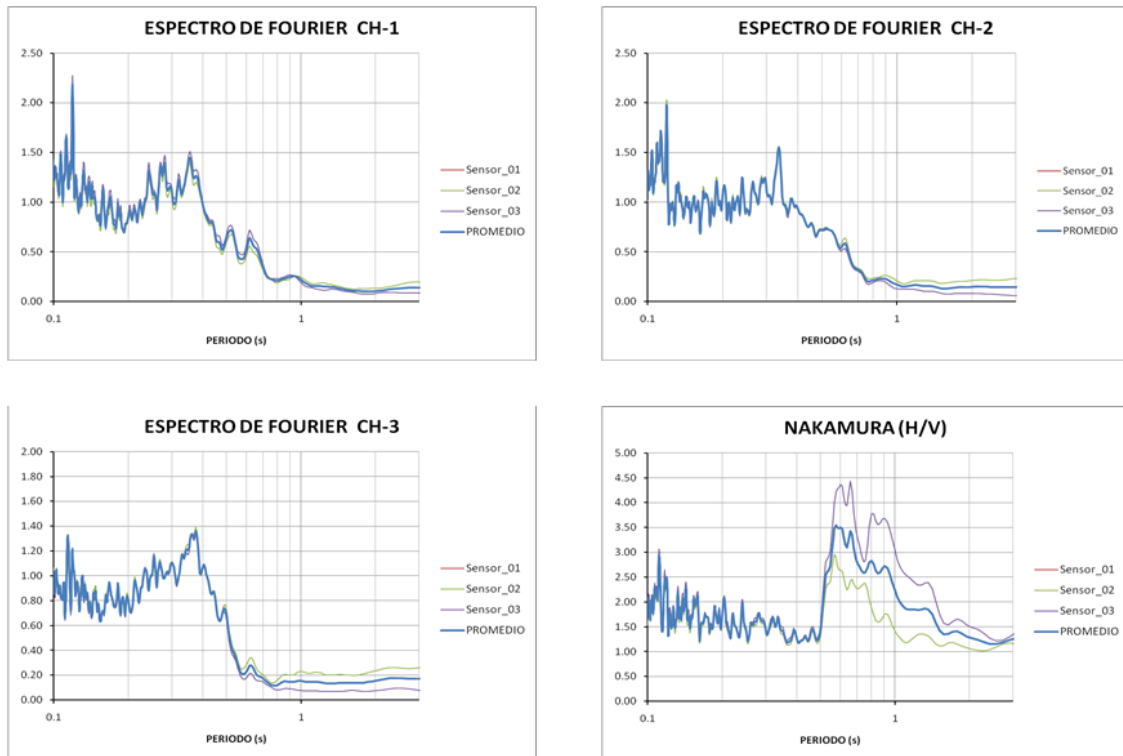 ESPECTRO DE FOURIER CH-1
2.50
2.00
1.50
1.00
0.50
0.00
0.1
1
PERIODO (s)
Sensor_01
Sensor_02
Sensor_03
PROMEDIO
ESPECTRO DE FOURIER CH-2
2.50
2.00
1.50
1.00
0.50
0.00
0.1
1
PERIODO (s)
Sensor_01
Sensor_02
Sensor_03
PROMEDIO
ESPECTRO DE FOURIER CH-3
2.00
1.80
1.60
1.40
1.20
1.00
0.80
0.60
0.40
0.20
0.00
0.1
1
PERIODO (s)
Sensor_01
Sensor_02
Sensor_03
PROMEDIO
NAKAMURA (H/V)
5.00
4.50
4.00
3.50
3.00
2.50
2.00
1.50
1.00
0.50
0.00
0.1
1
PERIODO (s)
Sensor_01
Sensor_02
Sensor_03
PROMEDIO